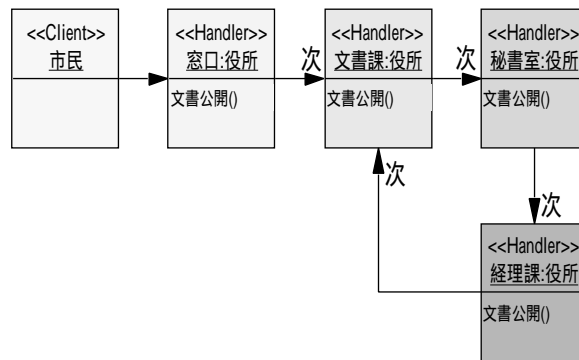 <<Client>>
市民
<<Handler>>
窓口:役所
文書公開()
次
<<Handler>>
文書課:役所
文書公開()
次
<<Handler>>
秘書室:役所
文書公開()
次
次
<<Handler>>
経理課:役所
文書公開()